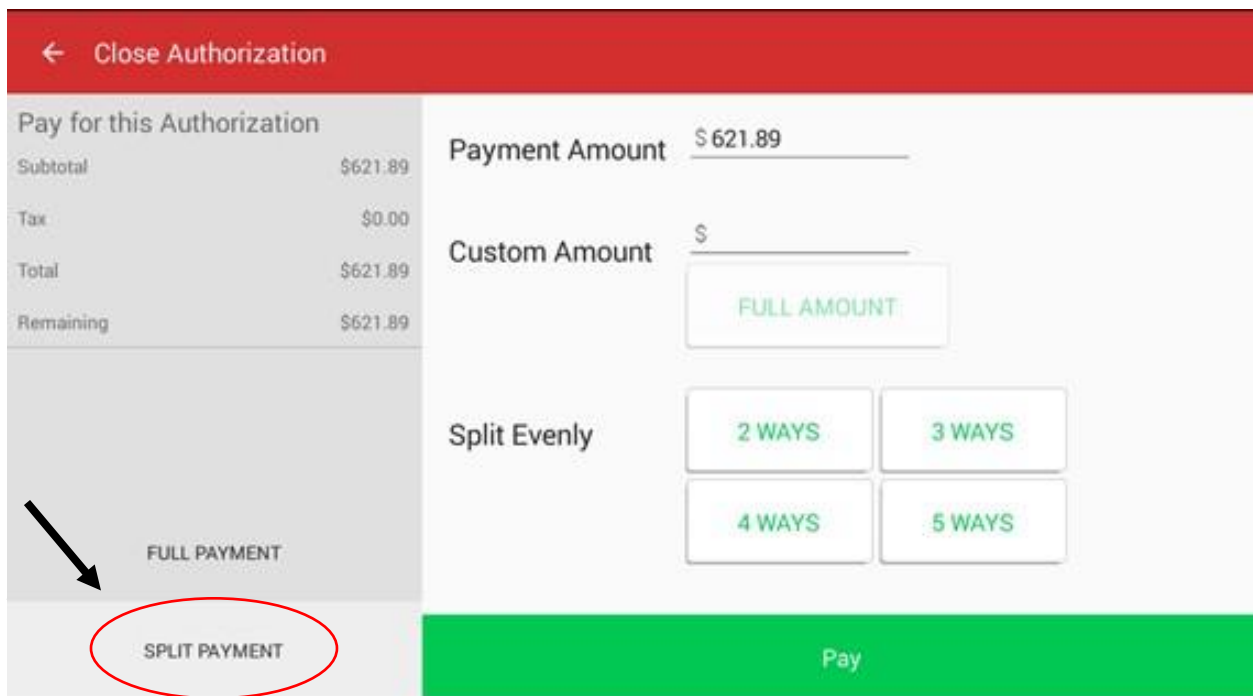 ← Close Authorization
Pay for this Authorization
Subtotal $621.89
Tax $0.00
Total $621.89
Remaining $621.89
FULL PAYMENT
SPLIT PAYMENT
Payment Amount $ 621.89
Custom Amount $
FULL AMOUNT
Split Evenly
2 WAYS 3 WAYS
4 WAYS 5 WAYS
Pay